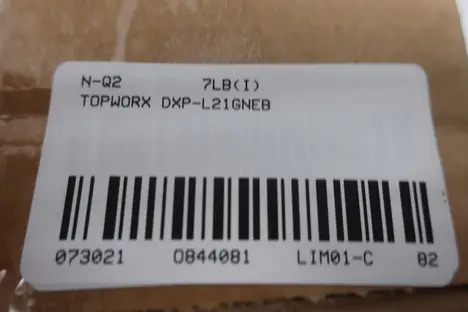 N-Q2 7LB(I)
TOPWORX DXP-L21GNEB
073021 0844081 LIM01-C 82